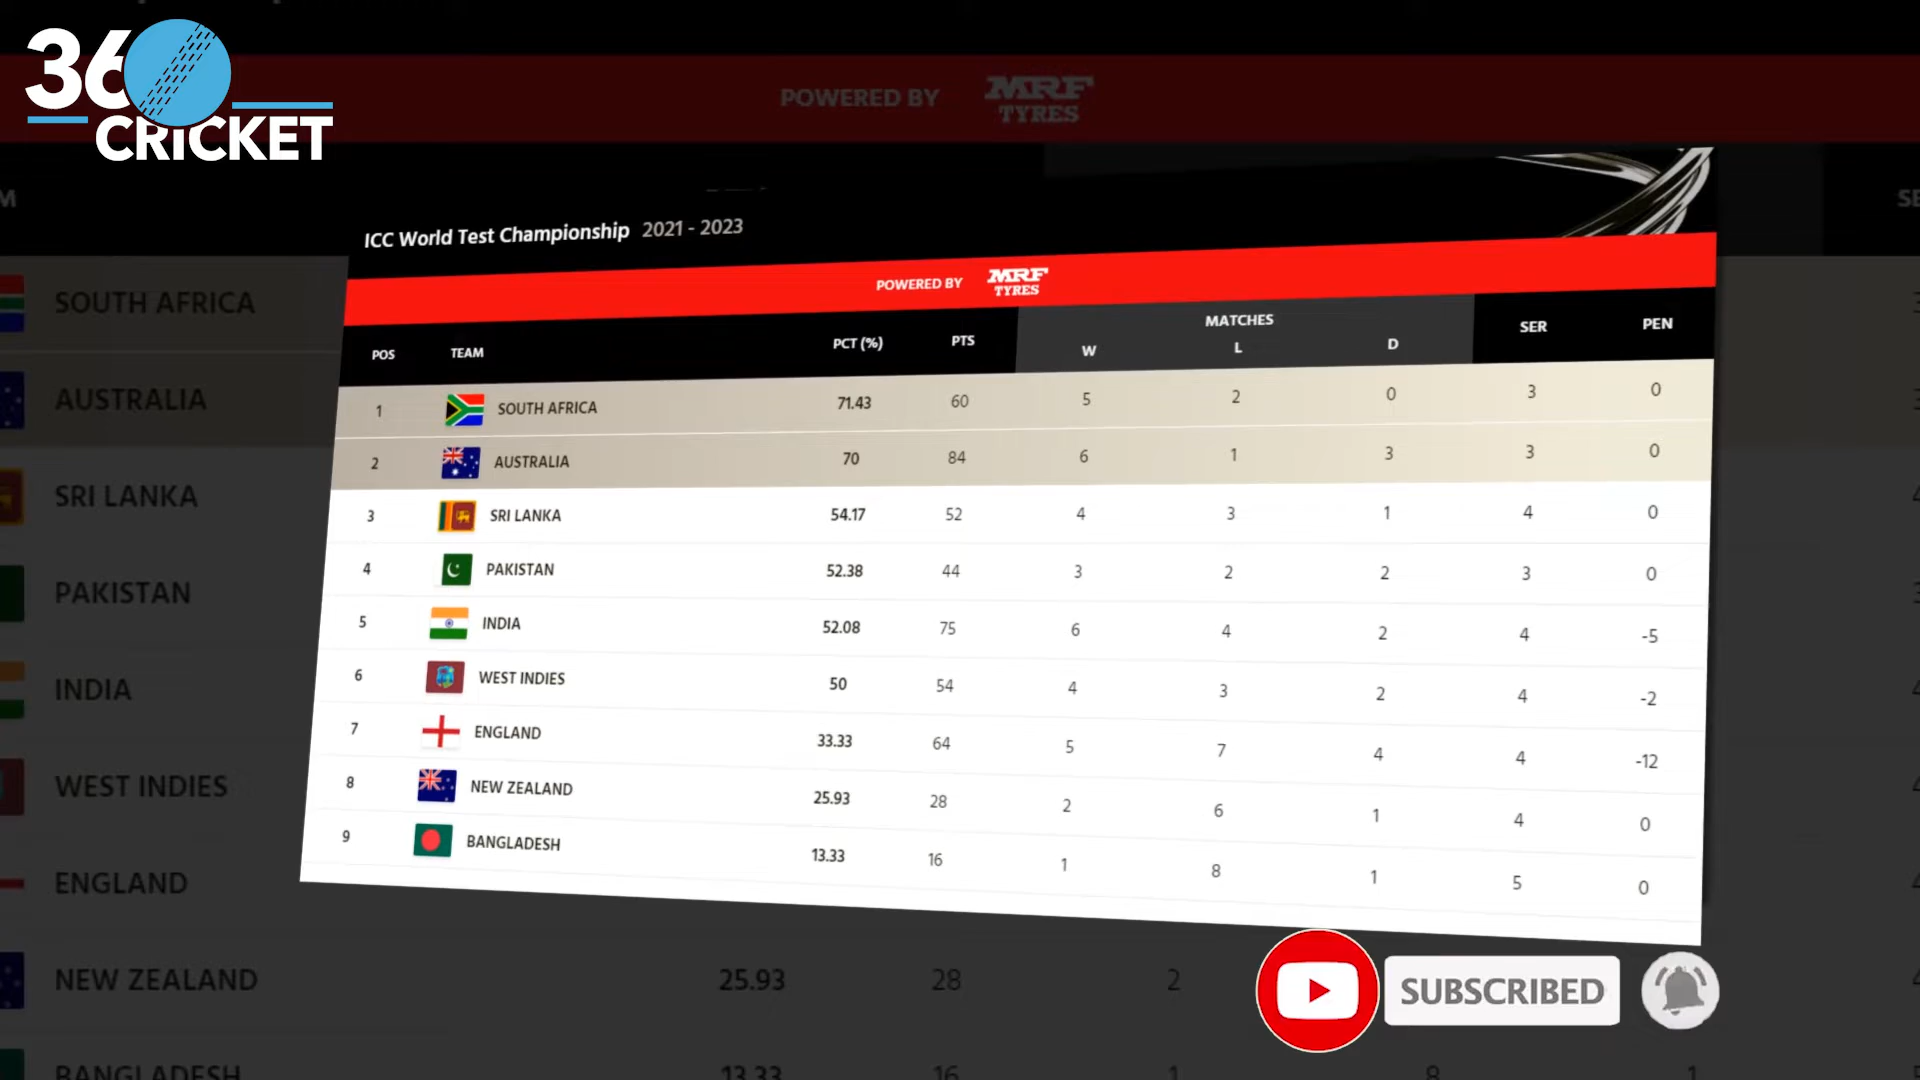 360
CRICKET
POWERED BY MRF TYRES
ICC World Test Championship 2021 - 2023
POWERED BY MRF TYRES
MATCHES
POS TEAM PCT (%) PTS W L D SER PEN
1 SOUTH AFRICA 71.43 60 5 2 0 3 0
2 AUSTRALIA 70 84 6 1 3 3 0
3 SRI LANKA 54.17 52 4 3 1 4 0
4 PAKISTAN 52.38 44 3 2 2 3 0
5 INDIA 52.08 75 6 4 2 4 -5
6 WEST INDIES 50 54 4 3 2 4 -2
7 ENGLAND 33.33 64 5 7 4 4 -12
8 NEW ZEALAND 25.93 28 2 6 1 4 0
9 BANGLADESH 13.33 16 1 8 1 5 0
SOUTH AFRICA
AUSTRALIA
SRI LANKA
PAKISTAN
INDIA
WEST INDIES
ENGLAND
NEW ZEALAND 25.93 28 2
BANGLADESH 13.33 16 1 8 1
SUBSCRIBED